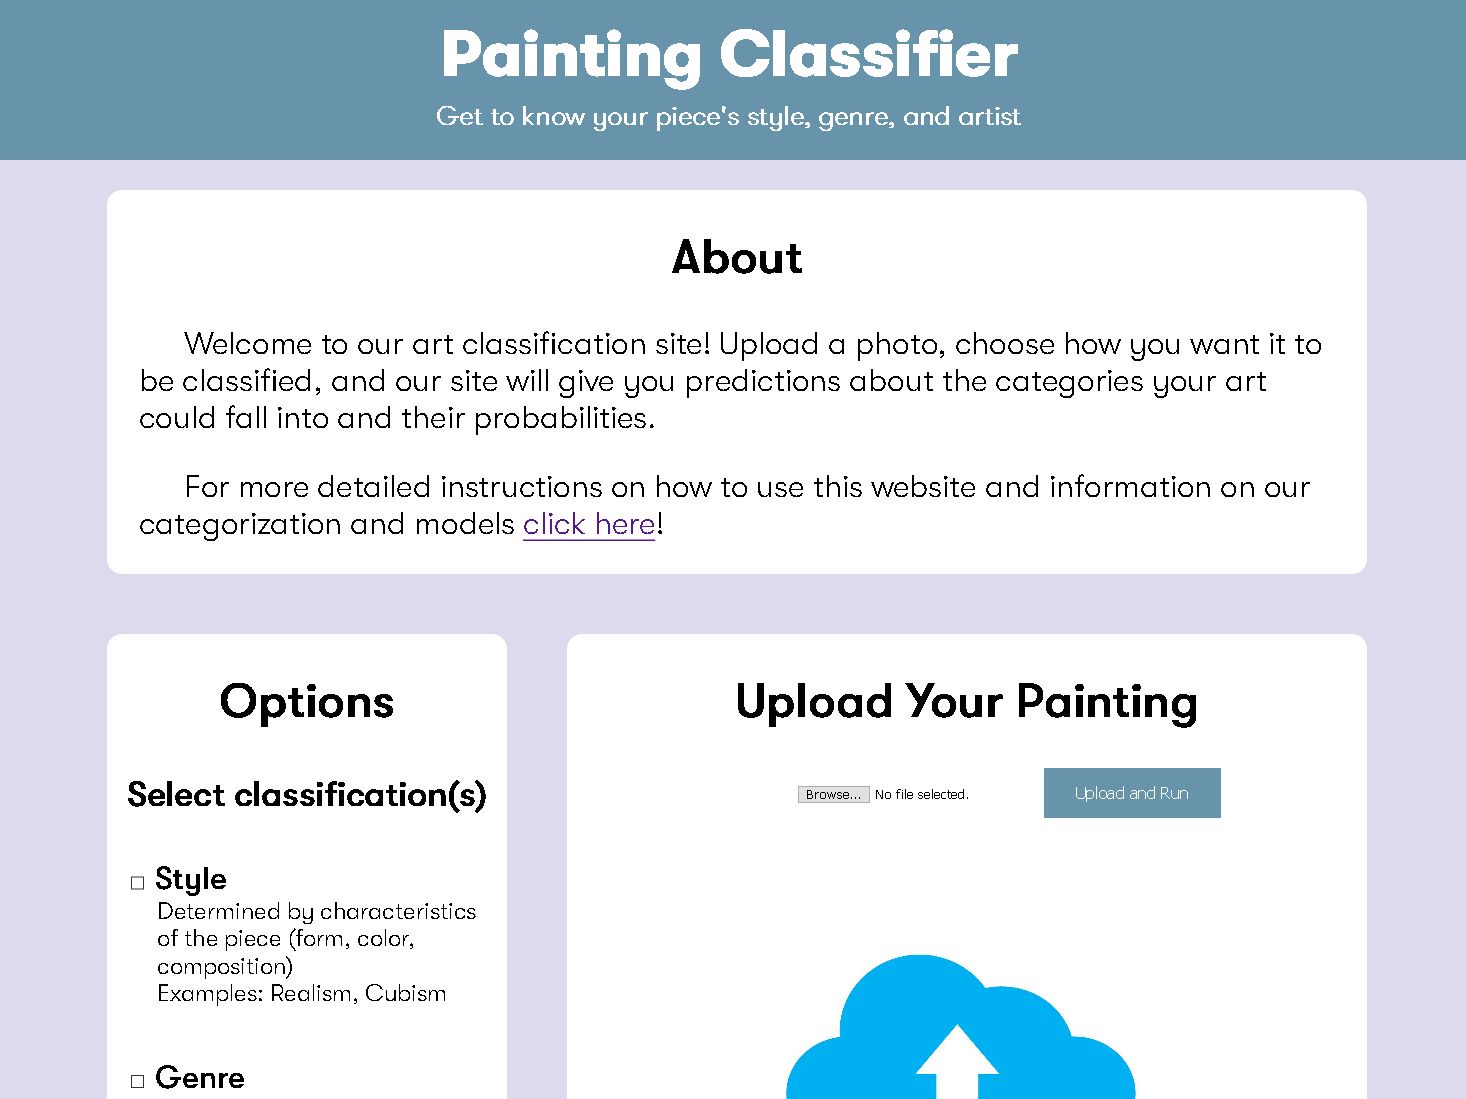 Painting Classifier
Get to know your piece's style, genre, and artist
About
Welcome to our art classification site! Upload a photo, choose how you want it to
be classified, and our site will give you predictions about the categories your art
could fall into and their probabilities.
For more detailed instructions on how to use this website and information on our
categorization and models click here!
Options
Select classification(s)
Style
Determined by characteristics
of the piece (form, color,
composition)
Examples: Realism, Cubism
Genre
Upload Your Painting
Browse... No file selected.
Upload and Run